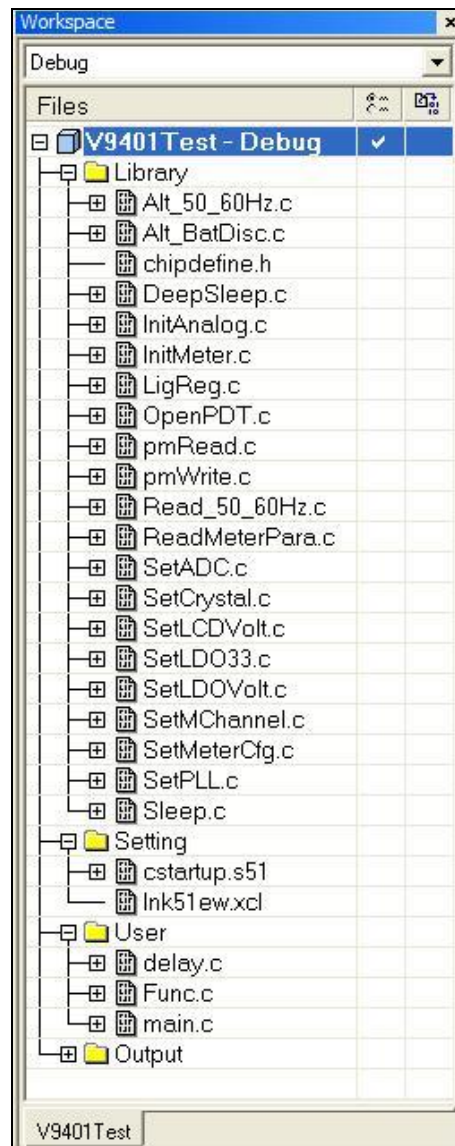 Workspace
Debug
Files
V9401Test - Debug
Library
Alt_50_60Hz.c
Alt_BatDisc.c
chipdefine.h
DeepSleep.c
InitAnalog.c
InitMeter.c
LigReg.c
OpenPDT.c
pmRead.c
pmWrite.c
Read_50_60Hz.c
ReadMeterPara.c
SetADC.c
SetCrystal.c
SetLCDVolt.c
SetLDO33.c
SetLDOVolt.c
SetMChannel.c
SetMeterCfg.c
SetPLL.c
Sleep.c
Setting
cstartup.s51
lnk51ew.xcl
User
delay.c
Func.c
main.c
Output
V9401Test